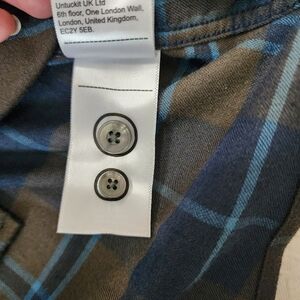 Untuckit UK Ltd
6th floor, One London Wall,
London, United Kingdom,
EC2Y 5EB.